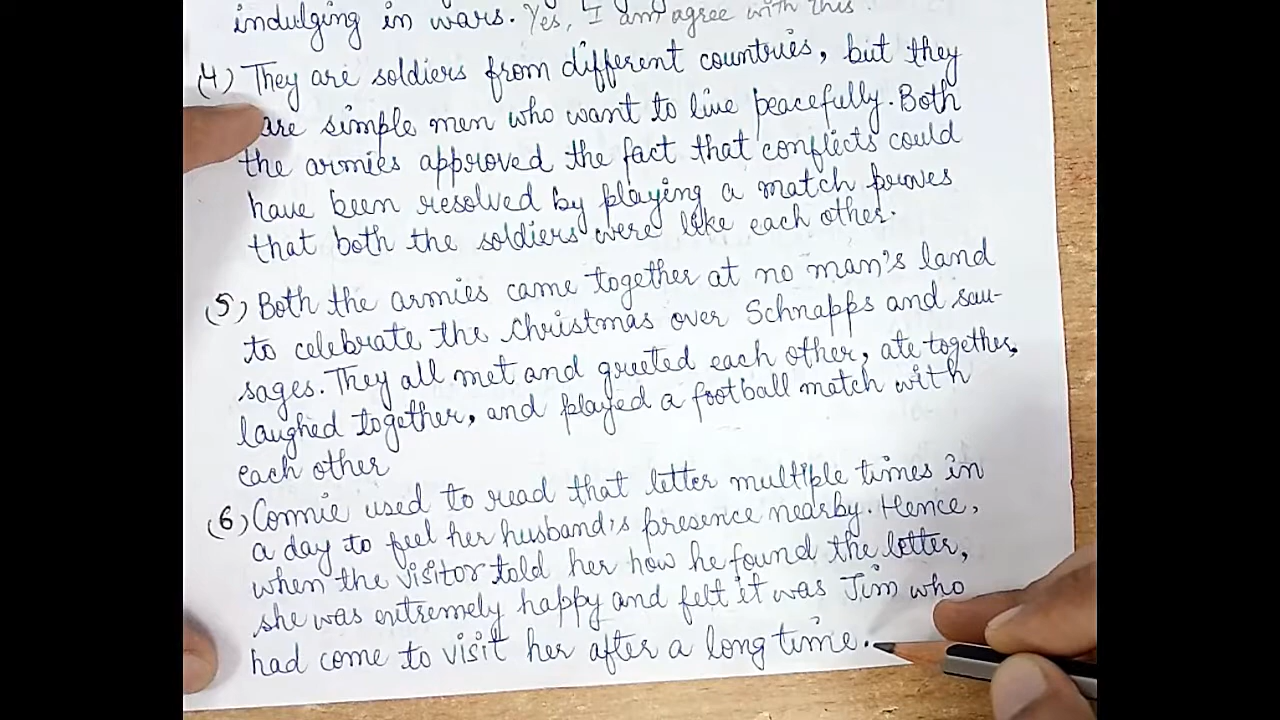 indulging in wars. Yes, I am agree with this.
(4) They are soldiers from different countries, but they
are simple men who want to live peacefully. Both
the armies approved the fact that conflicts could
have been resolved by playing a match proves
that both the soldiers were like each other.
(5) Both the armies came together at no man's land
to celebrate the Christmas over Schnapps and sau-
sages. They all met and greeted each other, ate together,
laughed together, and played a football match with
each other
(6) Connie used to read that letter multiple times in
a day to feel her husband's presence nearby. Hence,
when the visitor told her how he found the letter,
she was extremely happy and felt it was Jim who
had come to visit her after a long time.